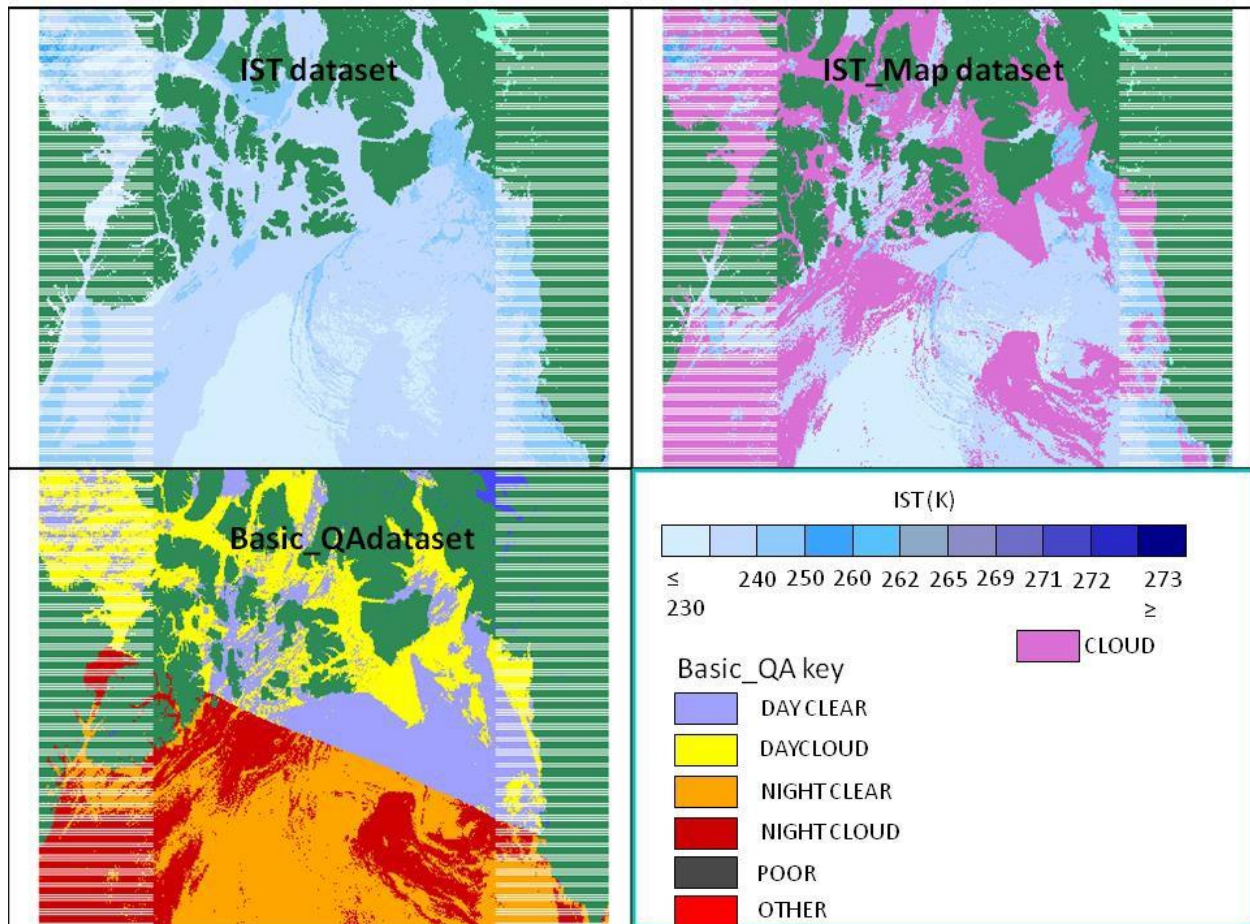 IST dataset
IST_Map dataset
Basic_QAdataset
IST (K)
≤ 240 250 260 262 265 269 271 272 273
230 ≥
CLOUD
Basic_QA key
DAY CLEAR
DAYCLOUD
NIGHT CLEAR
NIGHT CLOUD
POOR
OTHER